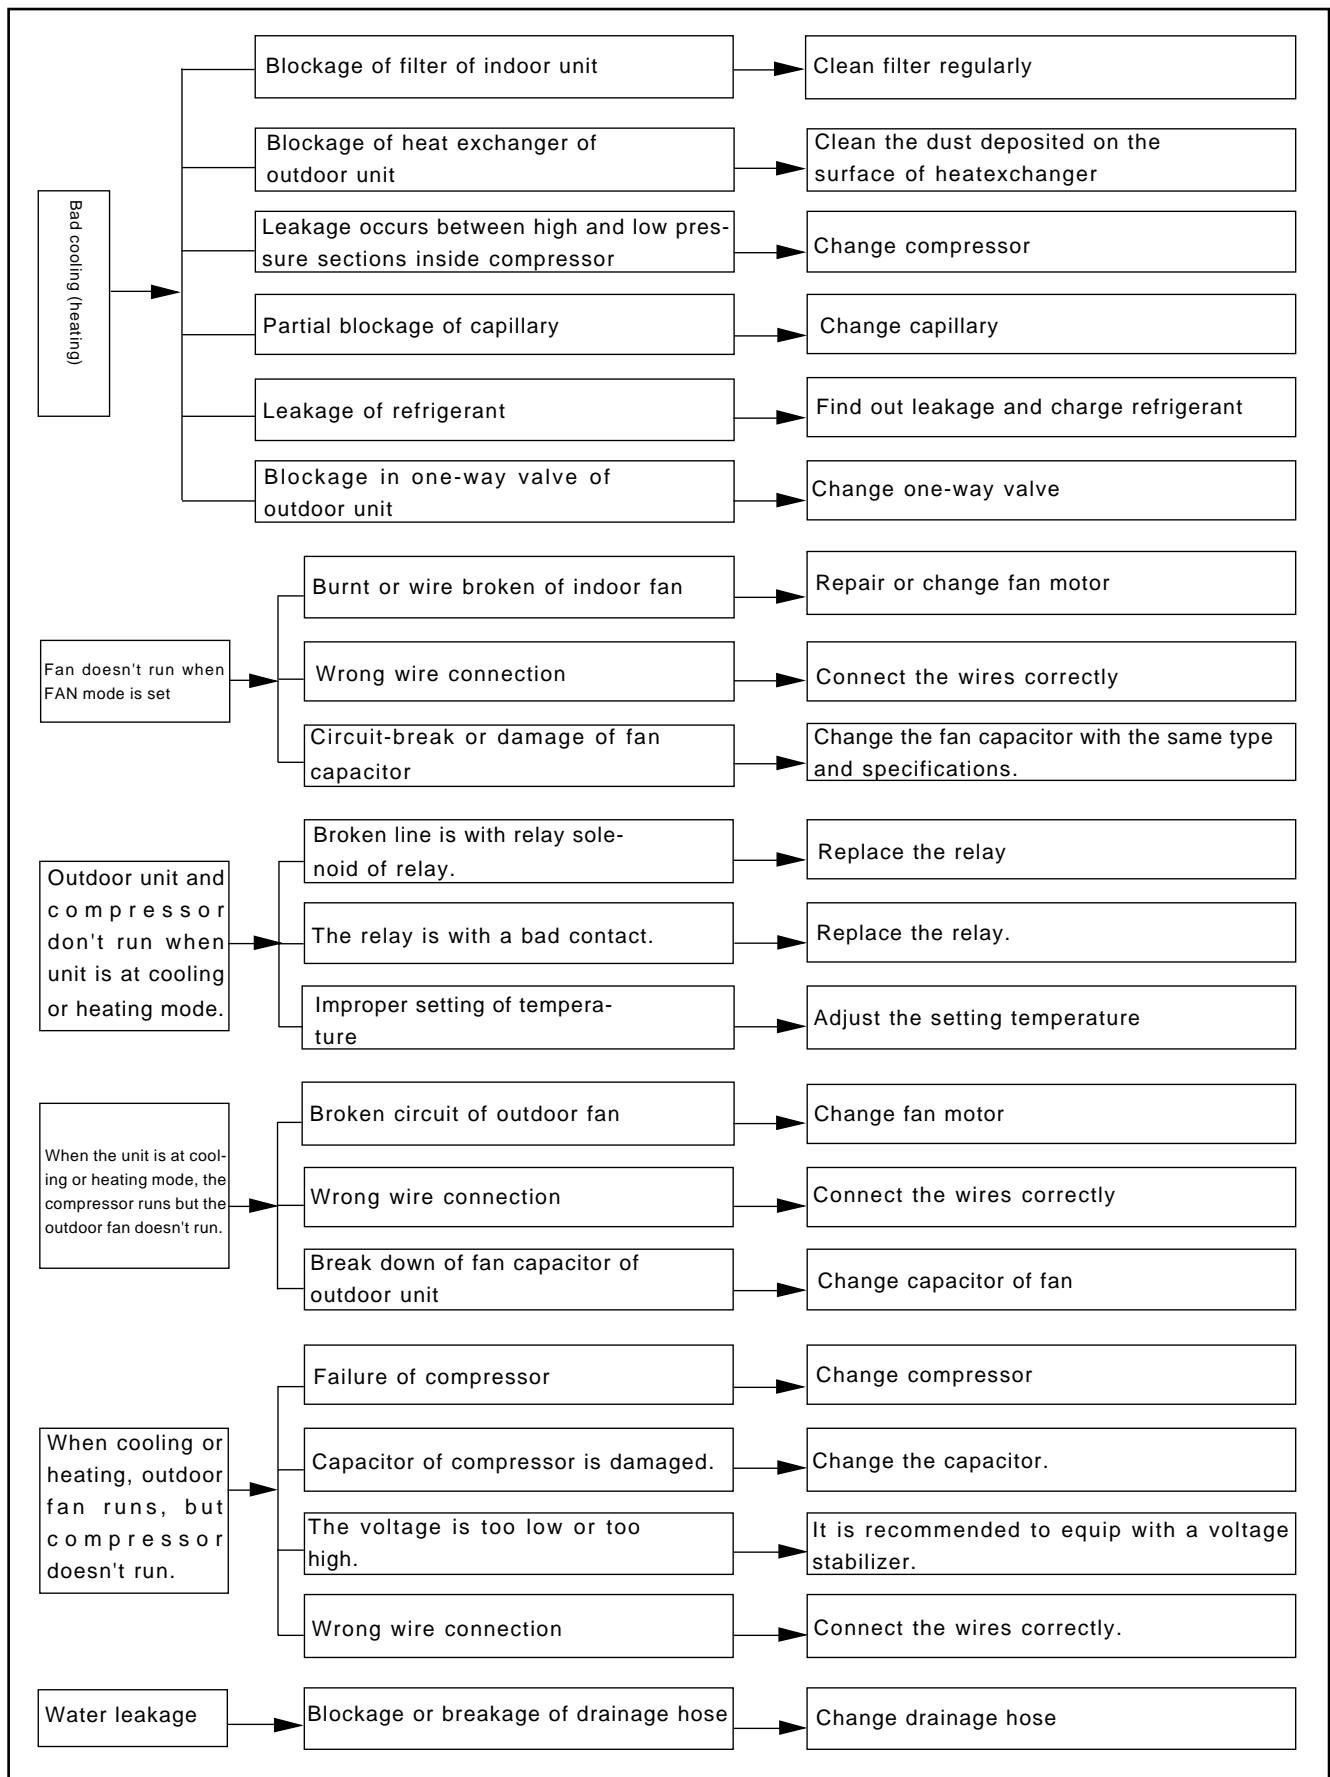 Blockage of filter of indoor unit
Clean filter regularly
Blockage of heat exchanger of
outdoor unit
Clean the dust deposited on the
surface of heatexchanger
Bad cooling (heating)
Leakage occurs between high and low pres-
sure sections inside compressor
Change compressor
Partial blockage of capillary
Change capillary
Leakage of refrigerant
Find out leakage and charge refrigerant
Blockage in one-way valve of
outdoor unit
Change one-way valve
Fan doesn't run when
FAN mode is set
Burnt or wire broken of indoor fan
Repair or change fan motor
Wrong wire connection
Connect the wires correctly
Circuit-break or damage of fan
capacitor
Change the fan capacitor with the same type
and specifications.
Outdoor unit and
compressor
don't run when
unit is at cooling
or heating mode.
Broken line is with relay sole-
noid of relay.
Replace the relay
The relay is with a bad contact.
Replace the relay.
Improper setting of tempera-
ture
Adjust the setting temperature
When the unit is at cool-
ing or heating mode, the
compressor runs but the
outdoor fan doesn't run.
Broken circuit of outdoor fan
Change fan motor
Wrong wire connection
Connect the wires correctly
Break down of fan capacitor of
outdoor unit
Change capacitor of fan
When cooling or
heating, outdoor
fan runs, but
compressor
doesn't run.
Failure of compressor
Change compressor
Capacitor of compressor is damaged.
Change the capacitor.
The voltage is too low or too
high.
It is recommended to equip with a voltage
stabilizer.
Wrong wire connection
Connect the wires correctly.
Water leakage
Blockage or breakage of drainage hose
Change drainage hose